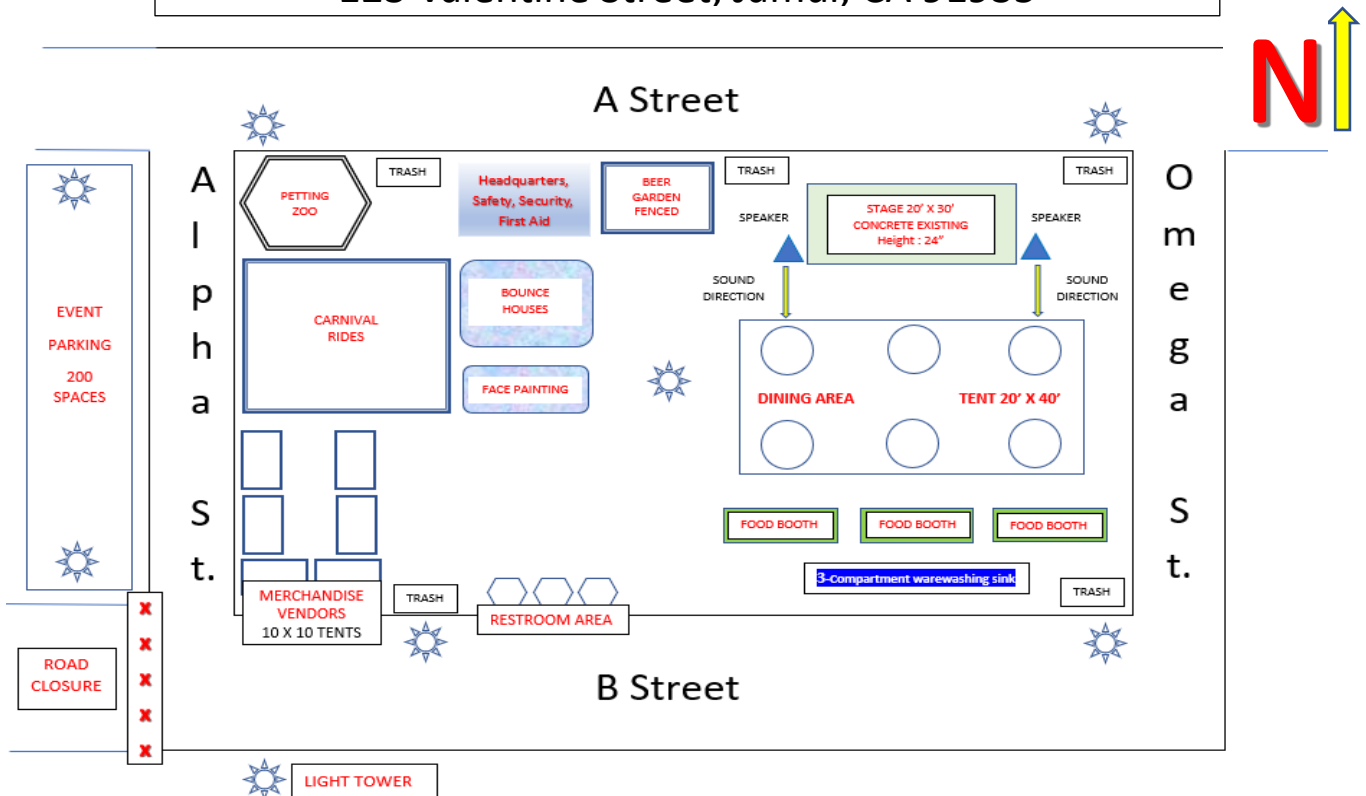 N
A Street
Alpha St.
Omega St.
PETTING
ZOO
TRASH
Headquarters,
Safety, Security,
First Aid
BEER
GARDEN
FENCED
TRASH
TRASH
STAGE 20' X 30'
CONCRETE EXISTING
Height : 24"
SPEAKER
SPEAKER
SOUND
DIRECTION
SOUND
DIRECTION
EVENT
PARKING
200
SPACES
CARNIVAL
RIDES
BOUNCE
HOUSES
FACE PAINTING
DINING AREA
TENT 20' X 40'
FOOD BOOTH
FOOD BOOTH
FOOD BOOTH
3-Compartment warewashing sink
TRASH
MERCHANDISE
VENDORS
10 X 10 TENTS
TRASH
RESTROOM AREA
X
X
X
X
X
ROAD
CLOSURE
B Street
LIGHT TOWER